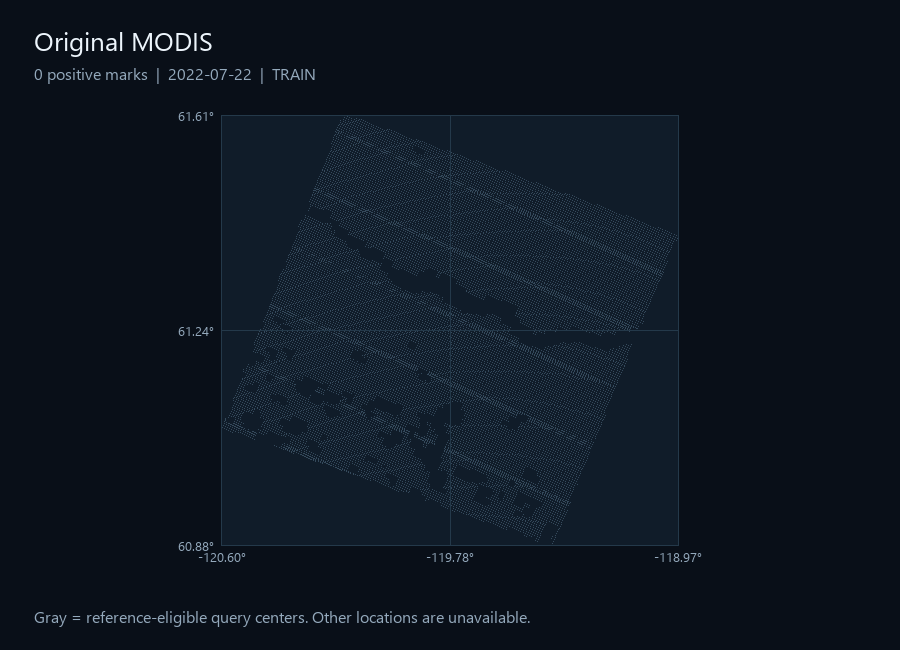 Original MODIS
0 positive marks | 2022-07-22 | TRAIN
61.61°
61.24°
60.88°
-120.60° -119.78° -118.97°
Gray = reference-eligible query centers. Other locations are unavailable.